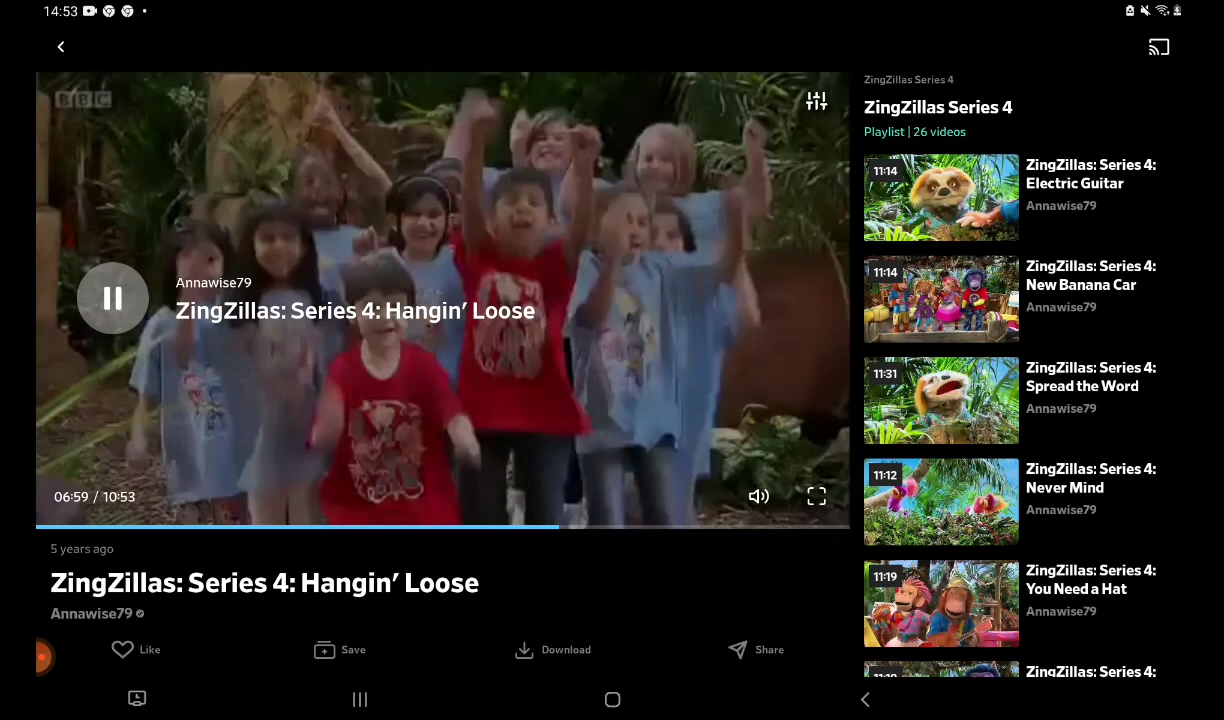 14:53
BBC
Annawise79
ZingZillas: Series 4: Hangin' Loose
06:59 / 10:53
5 years ago
ZingZillas: Series 4: Hangin' Loose
Annawise79
Like
Save
Download
Share
ZingZillas Series 4
ZingZillas Series 4
Playlist | 26 videos
11:14
ZingZillas: Series 4:
Electric Guitar
Annawise79
11:14
ZingZillas: Series 4:
New Banana Car
Annawise79
11:31
ZingZillas: Series 4:
Spread the Word
Annawise79
11:12
ZingZillas: Series 4:
Never Mind
Annawise79
11:19
ZingZillas: Series 4:
You Need a Hat
Annawise79
ZingZillas: Series 4: